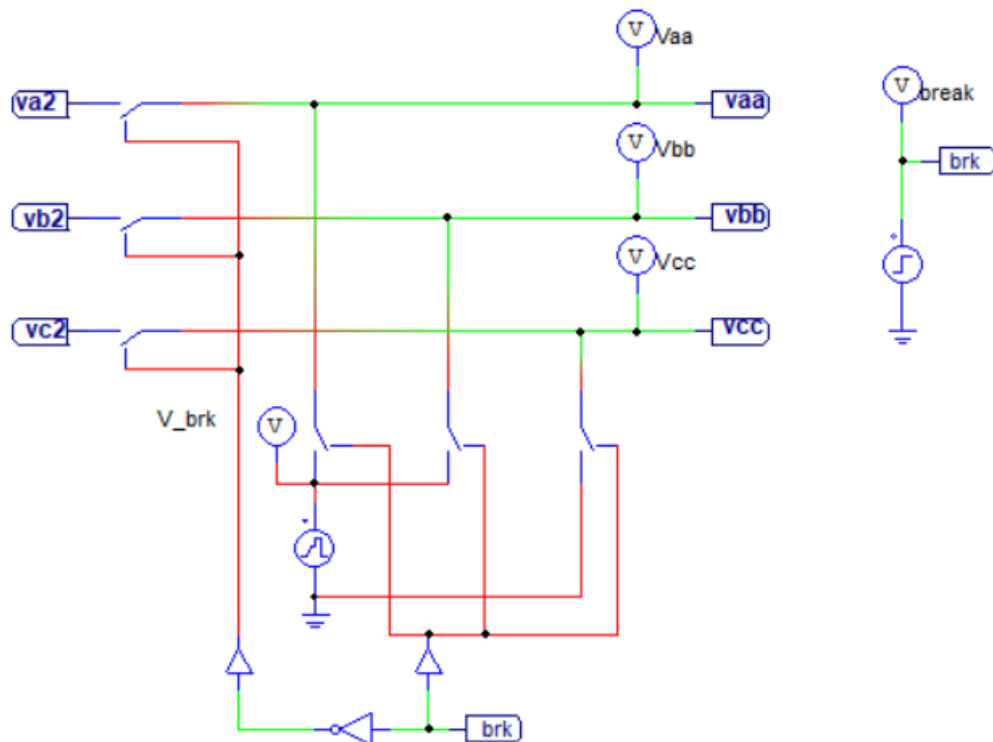 V Vaa
va2 vaa
V break
V Vbb
brk
vb2 vbb
V Vcc
vc2 vcc
V_brk V
brk